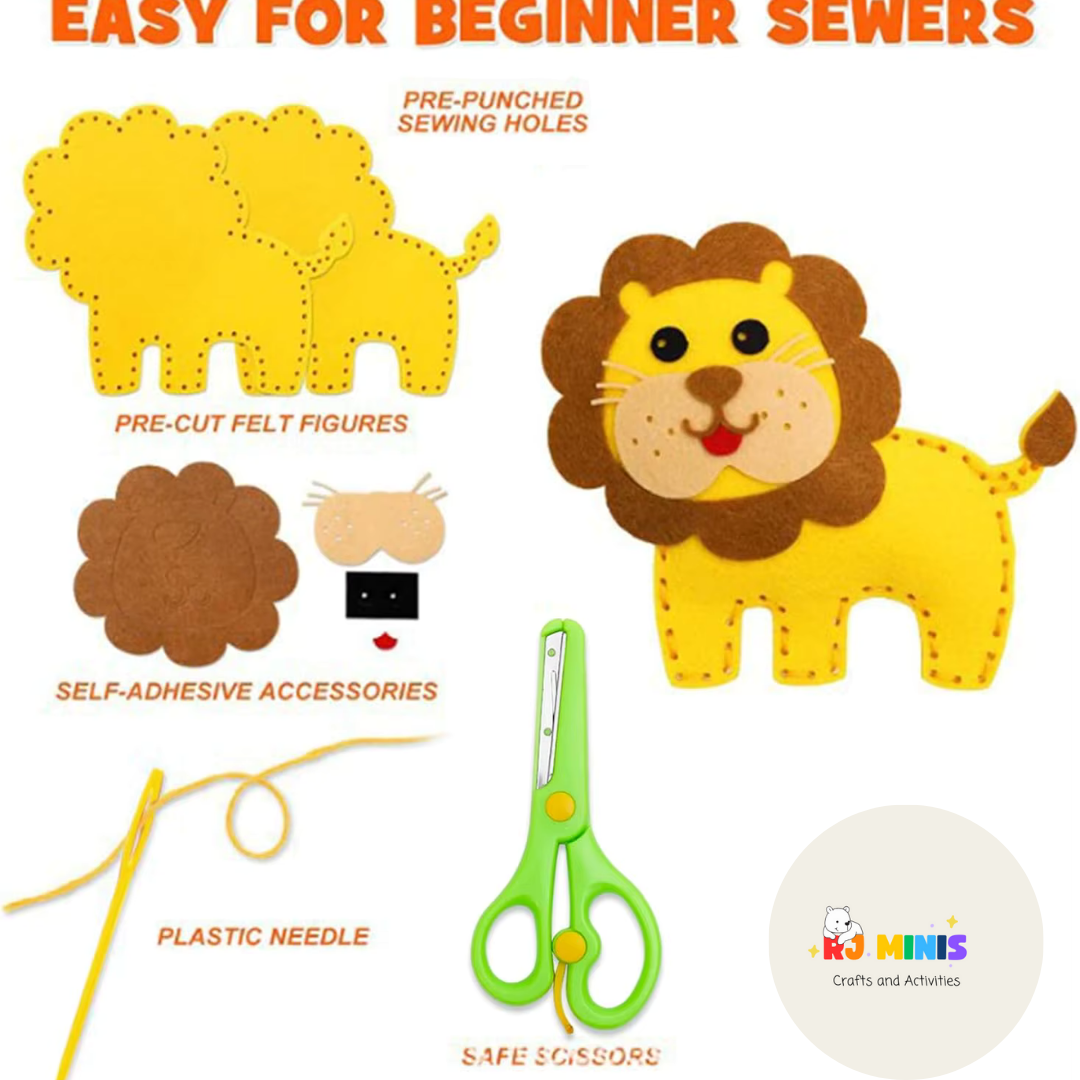 EASY FOR BEGINNER SEWERS
PRE-PUNCHED
SEWING HOLES
PRE-CUT FELT FIGURES
SELF-ADHESIVE ACCESSORIES
PLASTIC NEEDLE
SAFE SCISSORS
RJ MINIS
Crafts and Activities